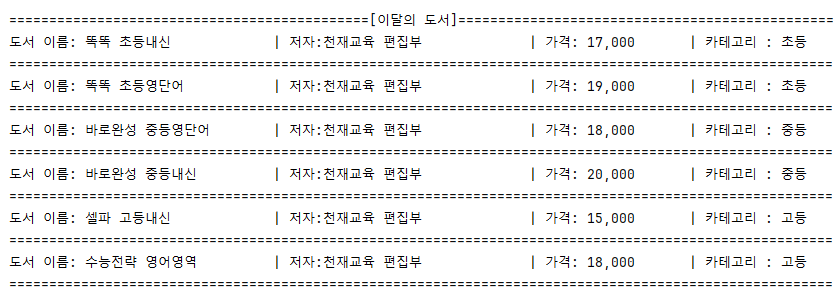 =============================================[이달의 도서]===============================================
도서 이름: 똑똑 초등내신 | 저자:천재교육 편집부 | 가격: 17,000 | 카테고리 : 초등
=======================================================================================================
도서 이름: 똑똑 초등영단어 | 저자:천재교육 편집부 | 가격: 19,000 | 카테고리 : 초등
=======================================================================================================
도서 이름: 바로완성 중등영단어 | 저자:천재교육 편집부 | 가격: 18,000 | 카테고리 : 중등
=======================================================================================================
도서 이름: 바로완성 중등내신 | 저자:천재교육 편집부 | 가격: 20,000 | 카테고리 : 중등
=======================================================================================================
도서 이름: 셀파 고등내신 | 저자:천재교육 편집부 | 가격: 15,000 | 카테고리 : 고등
=======================================================================================================
도서 이름: 수능전략 영어영역 | 저자:천재교육 편집부 | 가격: 18,000 | 카테고리 : 고등
=======================================================================================================